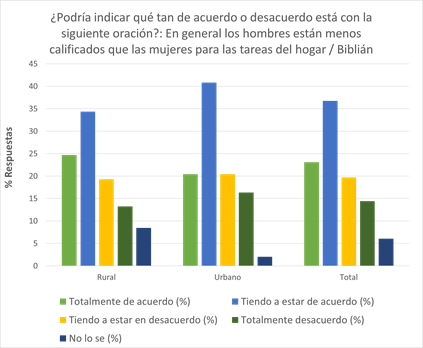 ¿Podría indicar qué tan de acuerdo o desacuerdo está con la
siguiente oración?: En general los hombres están menos
calificados que las mujeres para las tareas del hogar / Biblián
45
40
35
30
25
20
15
10
5
0
% Respuestas
Rural Urbano Total
Totalmente de acuerdo (%) Tiendo a estar de acuerdo (%)
Tiendo a estar en desacuerdo (%) Totalmente desacuerdo (%)
No lo se (%)